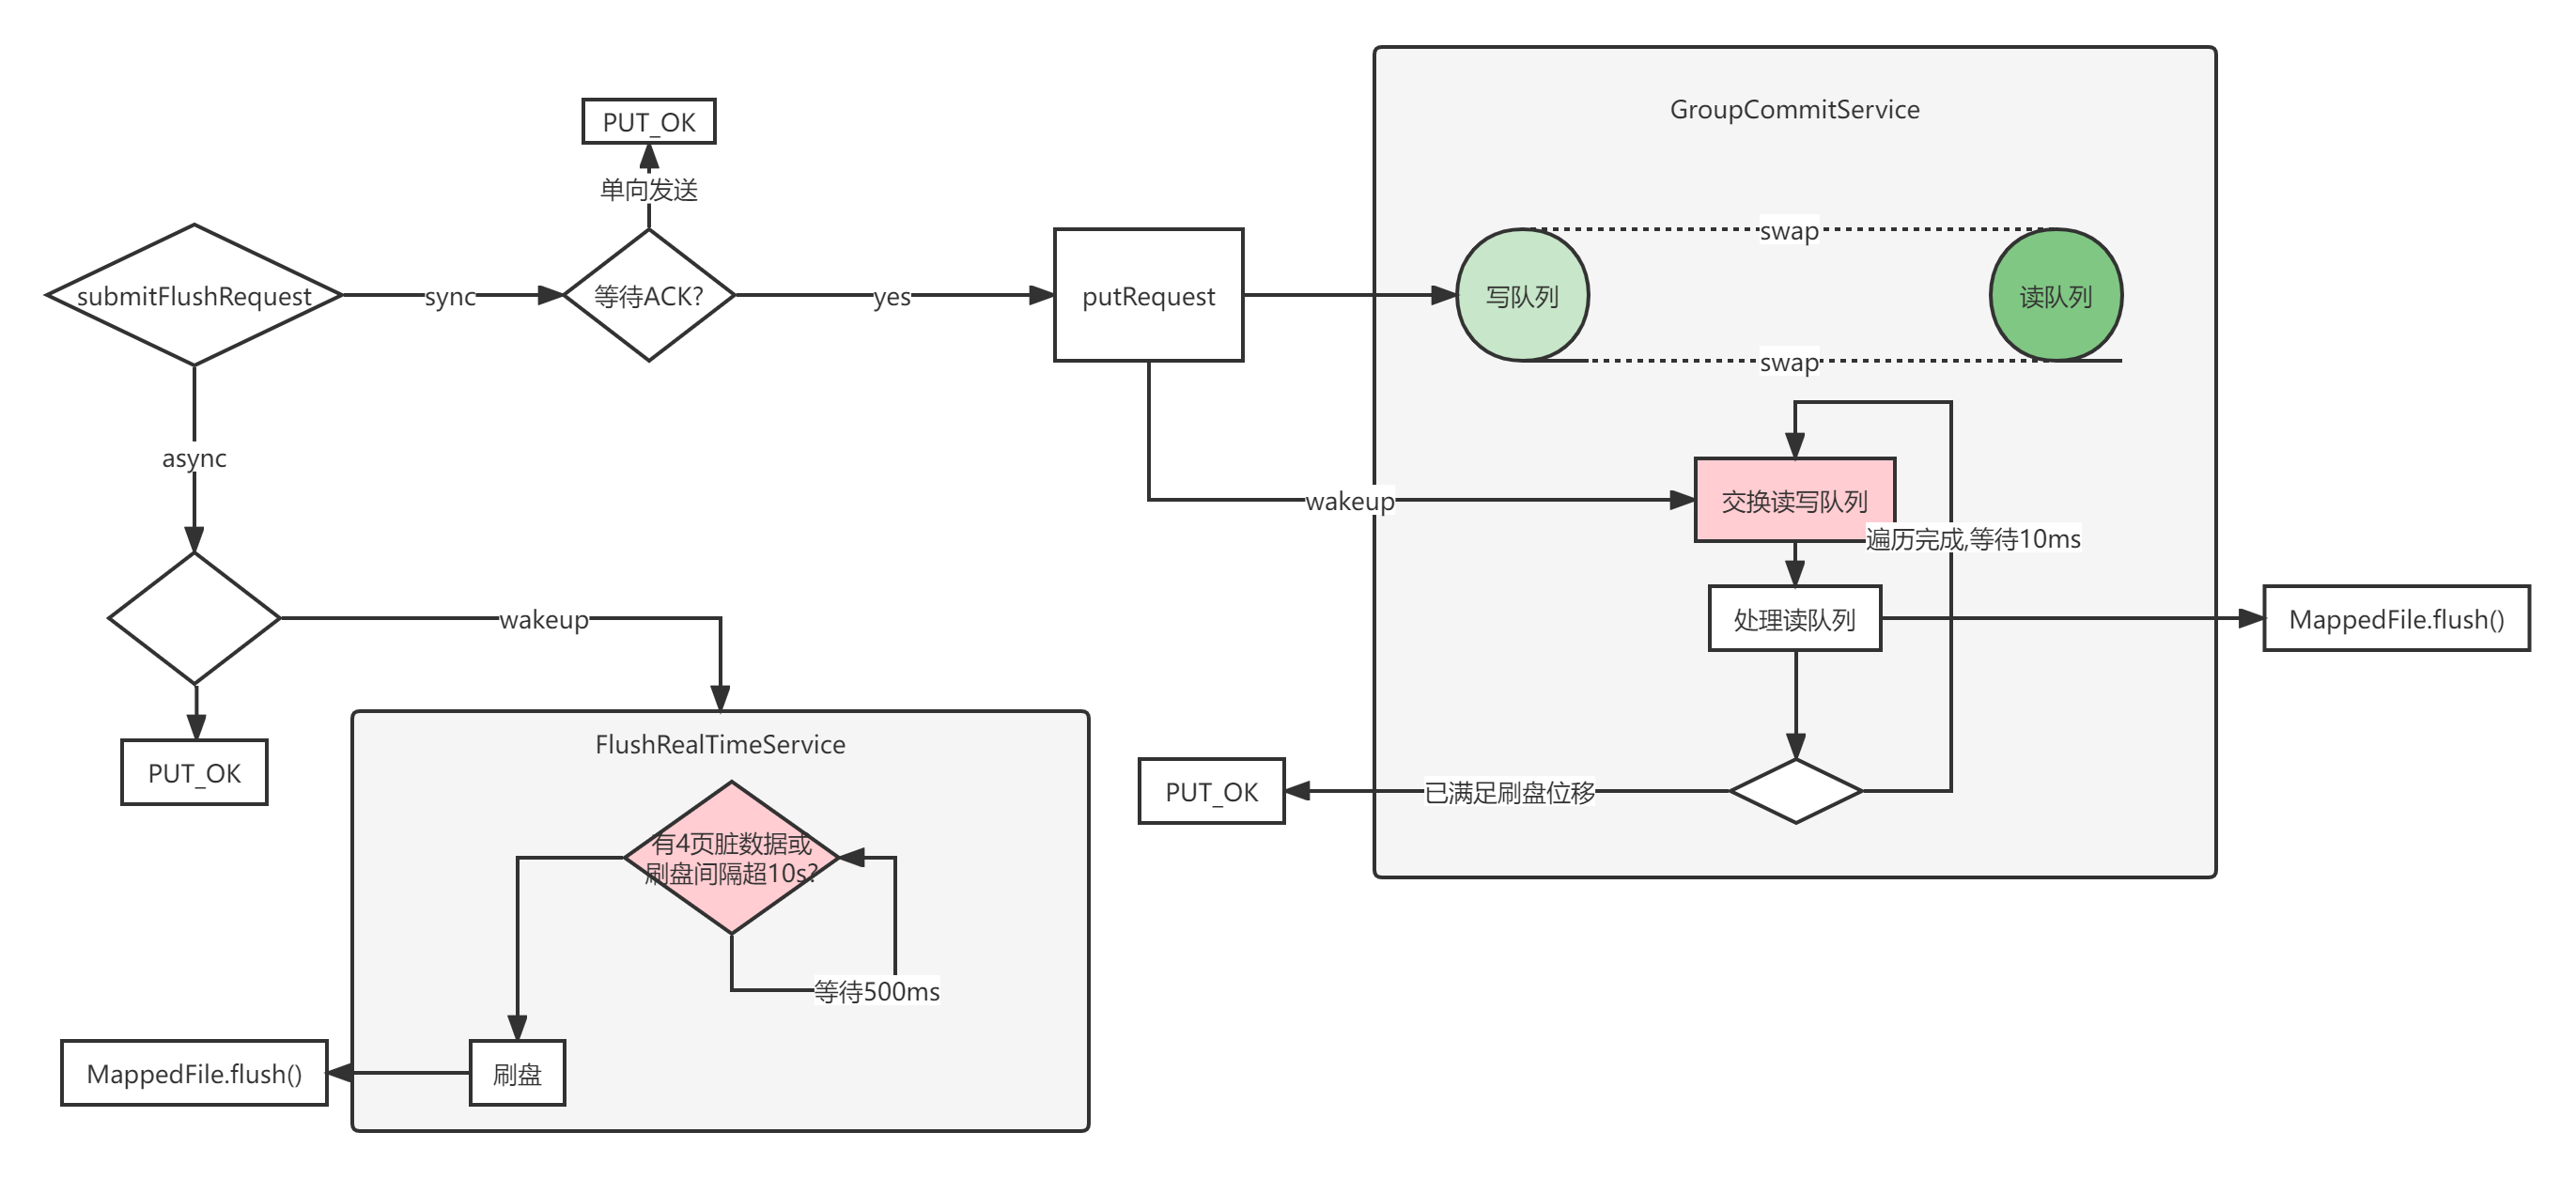 GroupCommitService
PUT_OK
单向发送
swap
submitFlushRequest
sync
等待ACK?
yes
putRequest
写队列
读队列
swap
async
wakeup
交换读写队列
遍历完成,等待10ms
wakeup
处理读队列
MappedFile.flush()
FlushRealTimeService
PUT_OK
PUT_OK
已满足刷盘位移
有4页脏数据或
刷盘间隔超10s?
等待500ms
MappedFile.flush()
刷盘